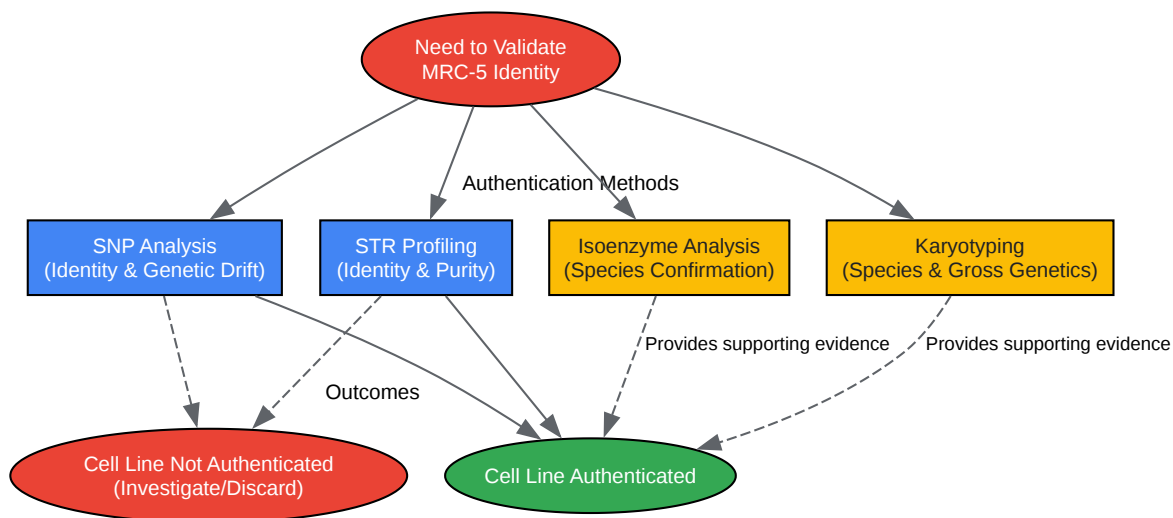 Need to Validate
MRC-5 Identity
Authentication Methods
SNP Analysis
(Identity & Genetic Drift)
STR Profiling
(Identity & Purity)
Isoenzyme Analysis
(Species Confirmation)
Karyotyping
(Species & Gross Genetics)
Provides supporting evidence
Provides supporting evidence
Outcomes
Cell Line Not Authenticated
(Investigate/Discard)
Cell Line Authenticated